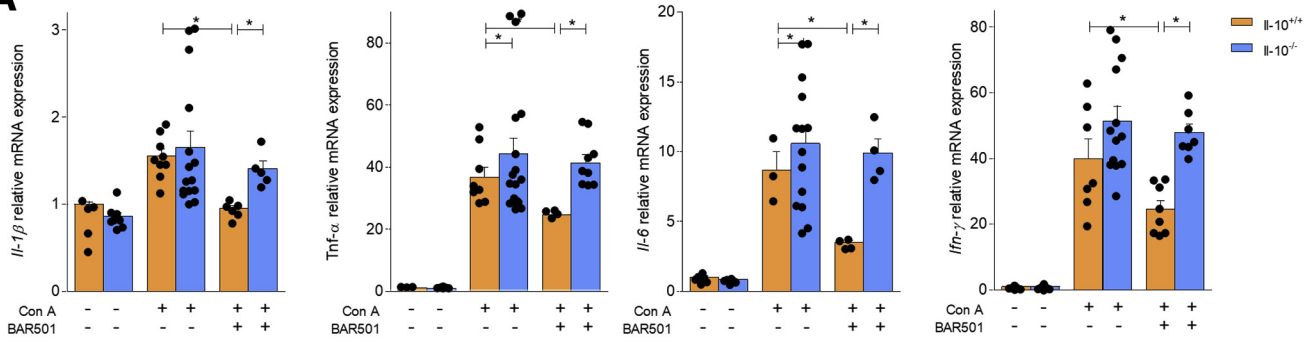 A
Il-1β relative mRNA expression
3
2
1
0
*
*
Con A - - + + + +
BAR501 - - + +
Tnf-α relative mRNA expression
80
60
40
20
0
*
*
*
Con A - - + + + +
BAR501 - - + +
Il-6 relative mRNA expression
20
15
10
5
0
*
*
*
Con A - - + + + +
BAR501 - - + +
Ifn-γ relative mRNA expression
80
60
40
20
0
*
*
Con A - - + + + +
BAR501 - - + +
Il-10+/+
Il-10-/-